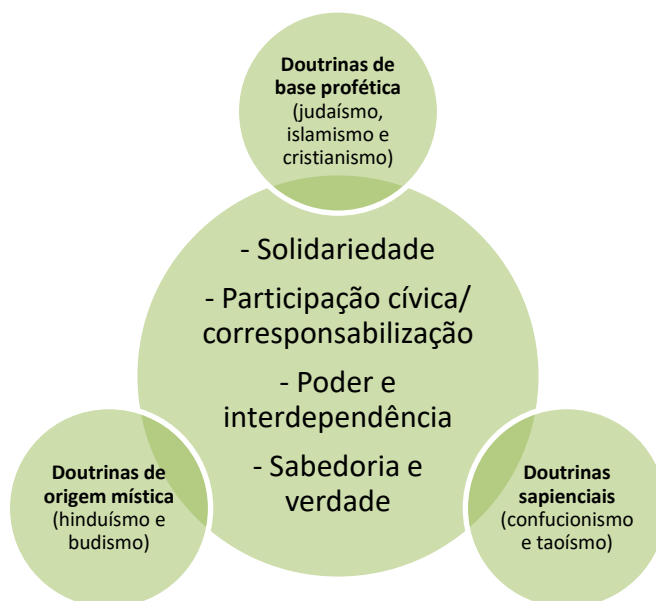 Doutrinas de
base profética
(judaísmo,
islamismo e
cristianismo)
- Solidariedade
- Participação cívica/
corresponsabilização
- Poder e
interdependência
- Sabedoria e
verdade
Doutrinas de
origem mística
(hinduísmo e
budismo)
Doutrinas
sapienciais
(confucionismo
e taoísmo)